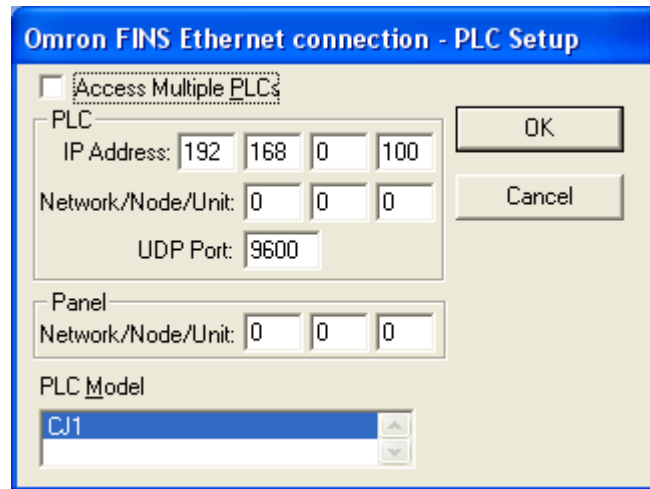 Omron FINS Ethernet connection - PLC Setup
Access Multiple PLCs
PLC
IP Address: 192 168 0 100
OK
Network/Node/Unit: 0 0 0
Cancel
UDP Port: 9600
Panel
Network/Node/Unit: 0 0 0
PLC Model
CJ1